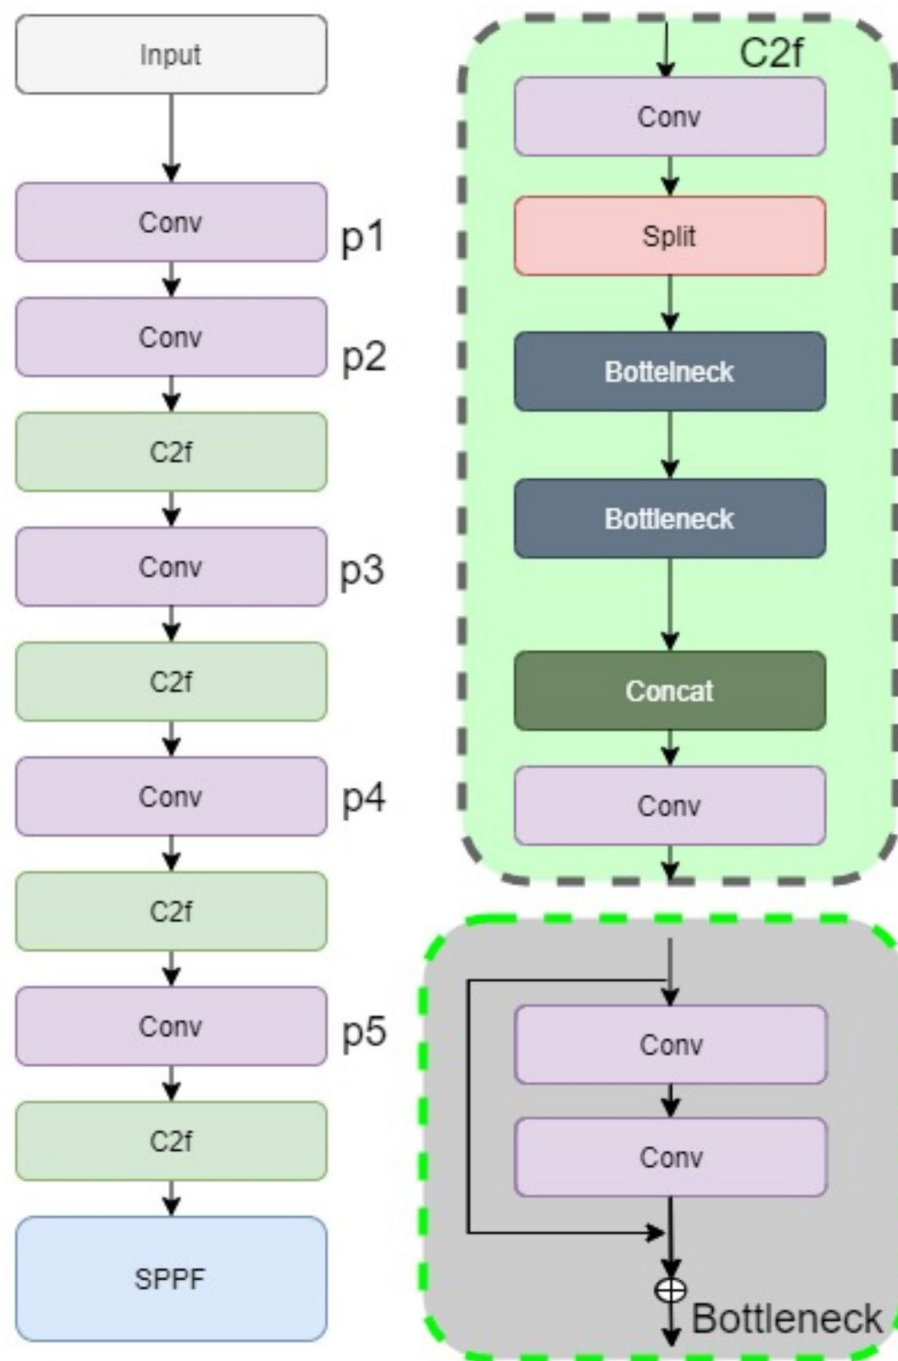 Input
Conv
p1
Conv
p2
C2f
Conv
p3
C2f
Conv
p4
C2f
Conv
p5
C2f
SPPF
C2f
Conv
Split
Bottelneck
Bottleneck
Concat
Conv
Conv
Conv
Bottleneck